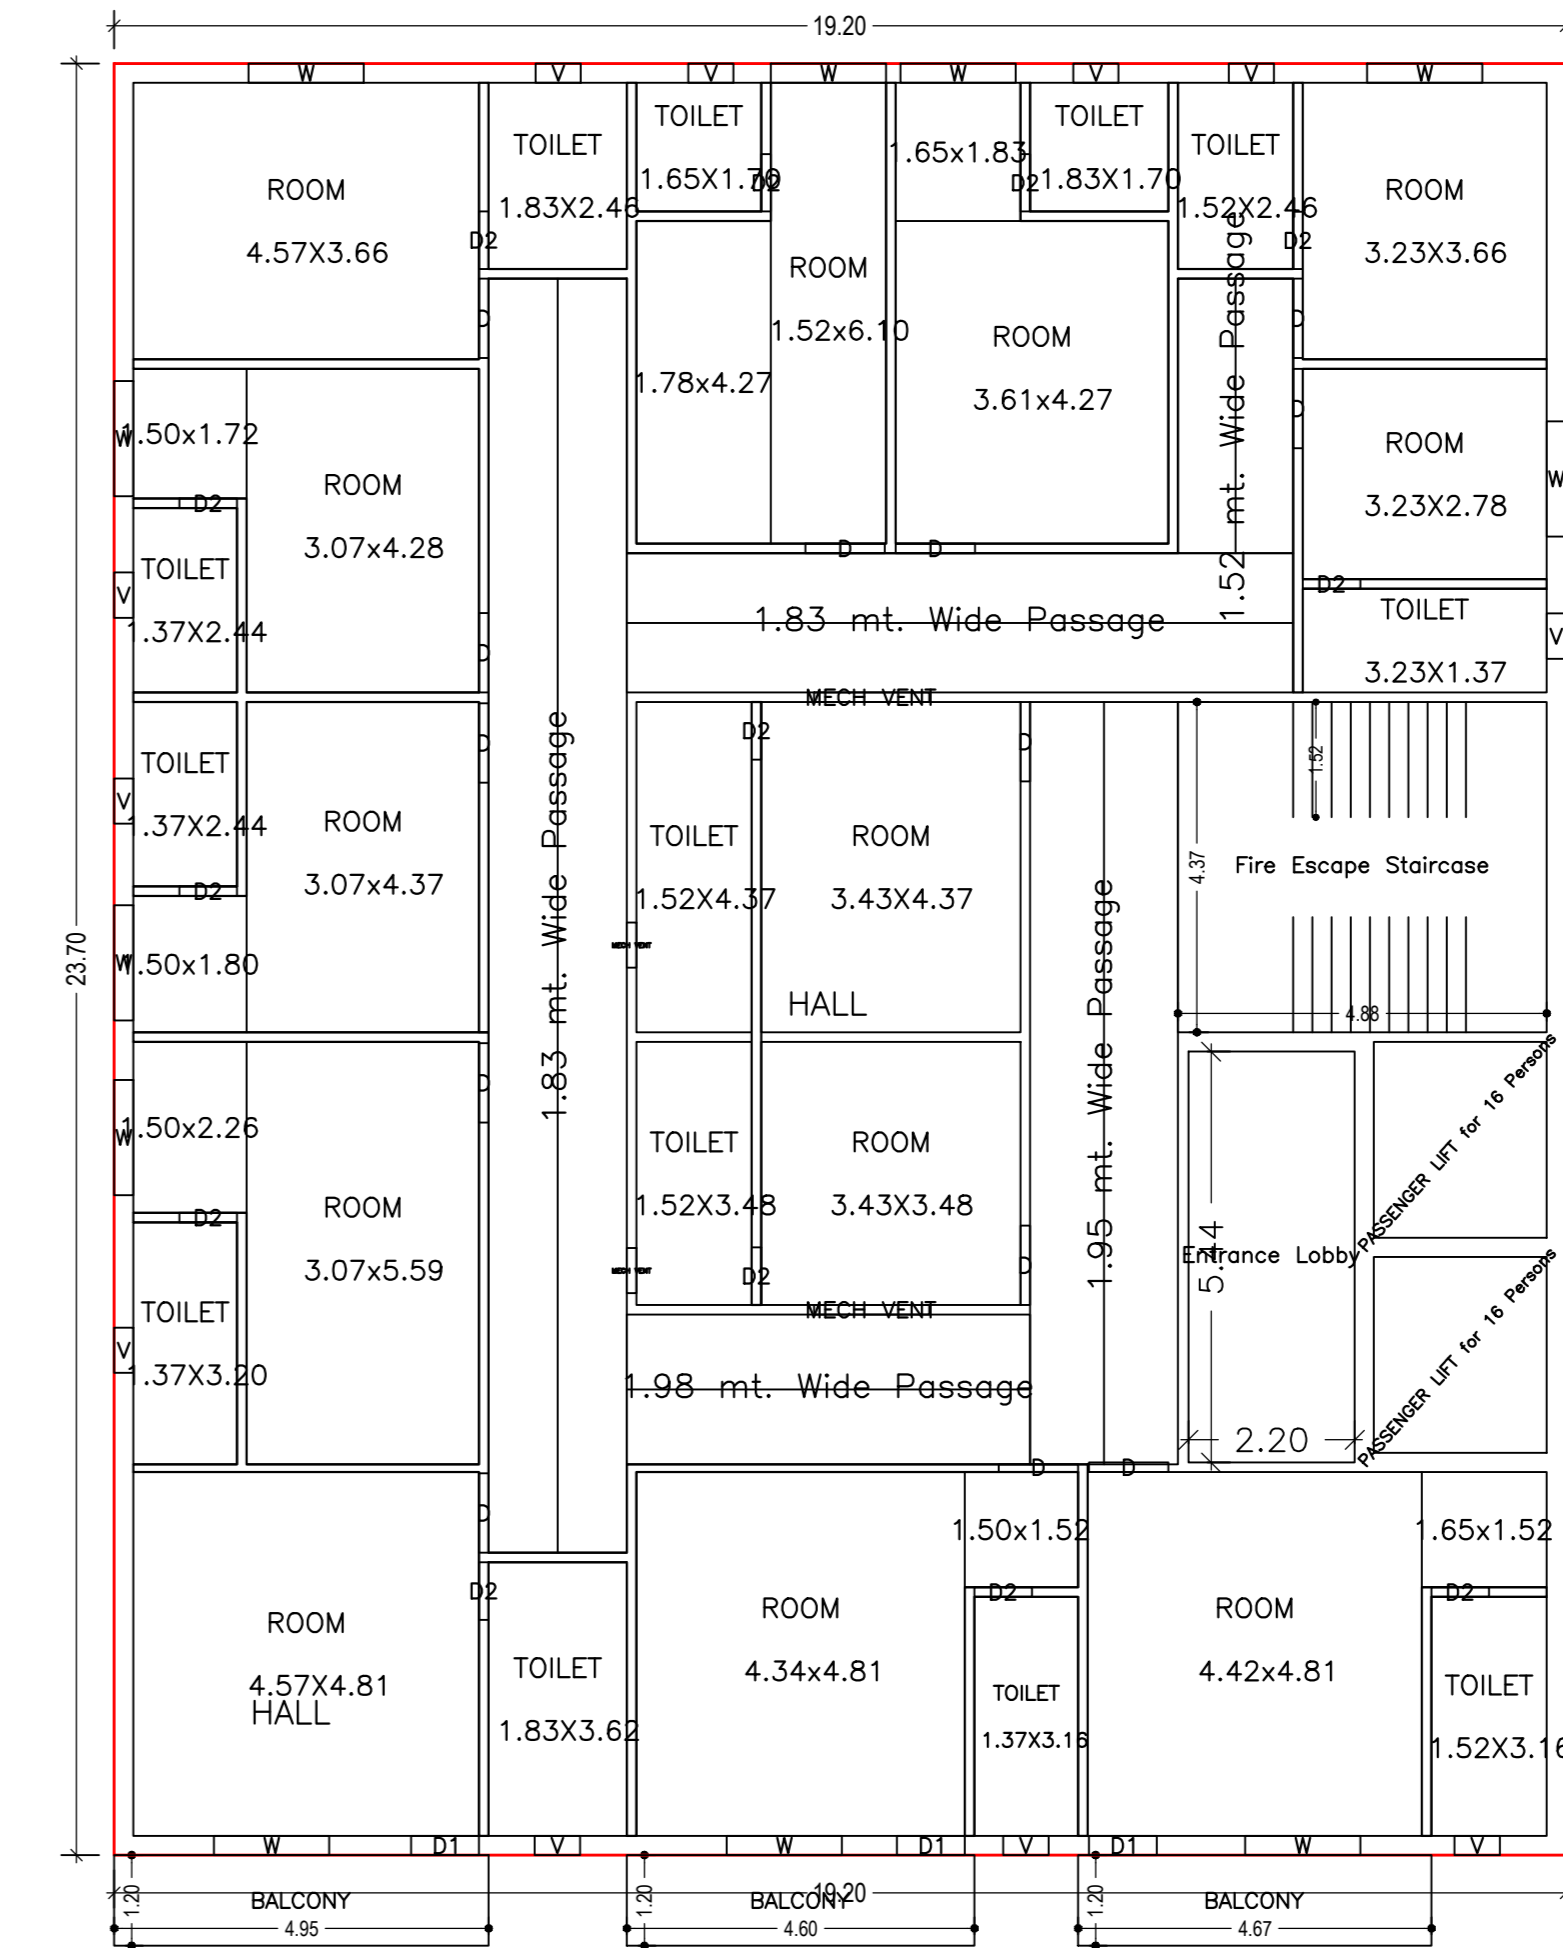 19.20
W
V
V
W
W
V
V
W
TOILET
1.65X1.70
D2
1.65x1.83
D2
TOILET
1.83X1.70
TOILET
1.83X2.46
TOILET
1.52X2.46
ROOM
4.57X3.66
D2
D2
ROOM
3.23X3.66
ROOM
1.52x6.10
D
D
ROOM
3.61x4.27
1.78x4.27
1.52 mt. Wide Passage
D
1.50x1.72
W
ROOM
3.07x4.28
D2
ROOM
3.23X2.78
W
D
D
TOILET
1.37X2.44
V
D2
TOILET
3.23X1.37
V
1.83 mt. Wide Passage
D
MECH VENT
D2
D
D
TOILET
1.37X2.44
V
ROOM
3.07x4.37
D2
1.83 mt. Wide Passage
TOILET
1.52X4.37
ROOM
3.43X4.37
1.52
4.37
Fire Escape Staircase
1.95 mt. Wide Passage
23.70
W
1.50x1.80
MECH VENT
HALL
4.88
D
1.50x2.26
W
TOILET
1.52X3.48
ROOM
3.43X3.48
PASSENGER LIFT for 16 Persons
D2
ROOM
3.07x5.59
MECH VENT
D2
D
Entrance Lobby
5.44
MECH VENT
TOILET
1.37X3.20
V
1.98 mt. Wide Passage
2.20
PASSENGER LIFT for 16 Persons
D
D
D
1.50x1.52
1.65x1.52
D2
D2
D2
ROOM
4.57X4.81
HALL
ROOM
4.34x4.81
ROOM
4.42x4.81
TOILET
1.83X3.62
TOILET
1.37X3.16
TOILET
1.52X3.16
W
D1
V
W
D1
V
D1
W
V
1.20
1.20
1.20
BALCONY
BALCONY
19.20
BALCONY
4.95
4.60
4.67